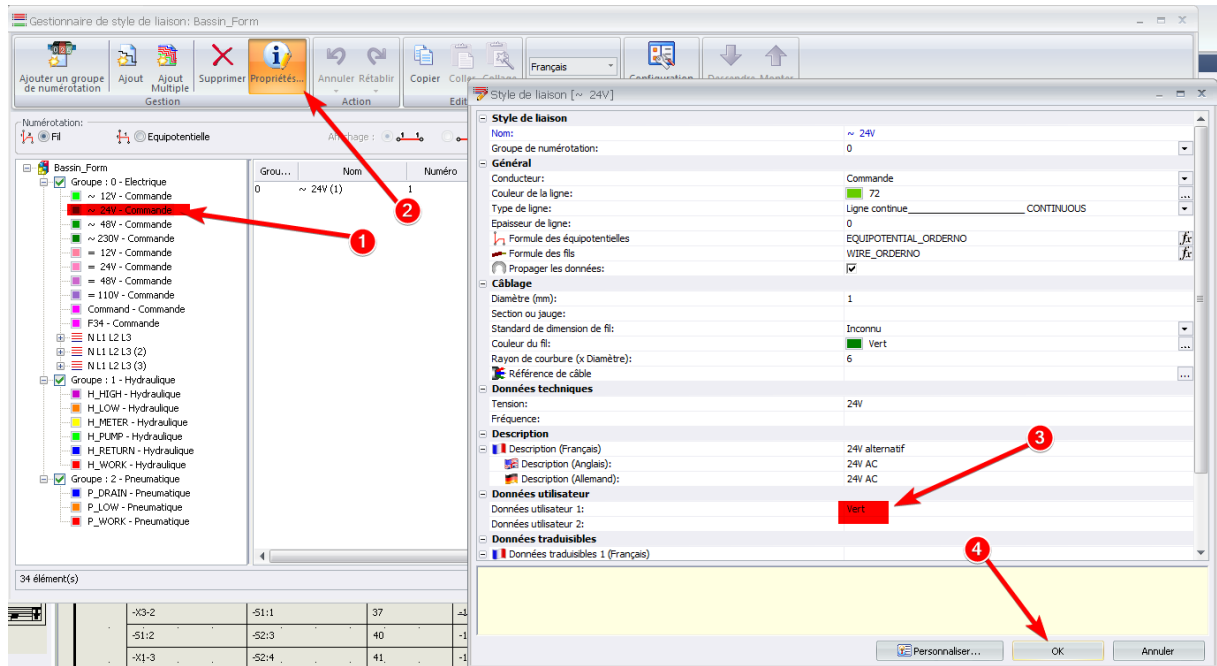 Gestionnaire de style de liaison: Bassin_Form
Ajouter un groupe de numérotation
Ajout
Ajout Multiple
Supprimer
Propriétés...
Annuler
Rétablir
Copier
Français
Gestion
Action
Numérotation:
Fil
Equipotentielle
Bassin_Form
Groupe : 0 - Electrique
~ 12V - Commande
~ 24V - Commande
~ 48V - Commande
~ 230V - Commande
= 12V - Commande
= 24V - Commande
= 48V - Commande
= 110V - Commande
Command - Commande
F34 - Commande
N L1 L2 L3
N L1 L2 L3 (2)
N L1 L2 L3 (3)
Groupe : 1 - Hydraulique
H_HIGH - Hydraulique
H_LOW - Hydraulique
H_METER - Hydraulique
H_PUMP - Hydraulique
H_RETURN - Hydraulique
H_WORK - Hydraulique
Groupe : 2 - Pneumatique
P_DRAIN - Pneumatique
P_LOW - Pneumatique
P_WORK - Pneumatique
34 élément(s)
Grou... Nom Numéro
0 ~ 24V (1) 1
1
2
Style de liaison [~ 24V]
Style de liaison
Nom: ~ 24V
Groupe de numérotation: 0
Général
Conducteur: Commande
Couleur de la ligne: 72
Type de ligne: Ligne continue CONTINUOUS
Epaisseur de ligne: 0
Formule des équipotentielles EQUIPOTENTIAL_ORDERNO
Formule des fils WIRE_ORDERNO
Propager les données:
Câblage
Diamètre (mm): 1
Section ou jauge:
Standard de dimension de fil: Inconnu
Couleur du fil: Vert
Rayon de courbure (x Diamètre): 6
Référence de câble
Données techniques
Tension: 24V
Fréquence:
Description
Description (Français) 24V alternatif
Description (Anglais): 24V AC
Description (Allemand): 24V AC
Données utilisateur
Données utilisateur 1: Vert
Données utilisateur 2:
Données traduisibles
Données traduisibles 1 (Français)
3
4
Personnaliser...
OK
Annuler
-X3-2 -S1:1 37
-S1:2 -S2:3 40
-X1-3 -S2:4 41